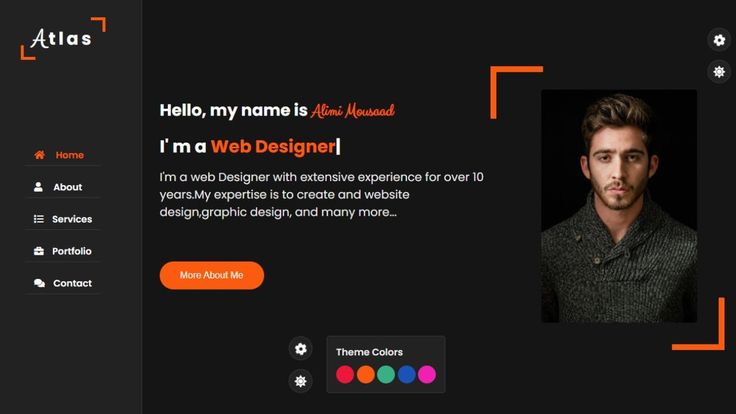 Atlas
Home
About
Services
Portfolio
Contact
Hello, my name is Alimi Mousaad
I' m a Web Designer|
I'm a web Designer with extensive experience for over 10
years.My expertise is to create and website
design,graphic design, and many more...
More About Me
Theme Colors